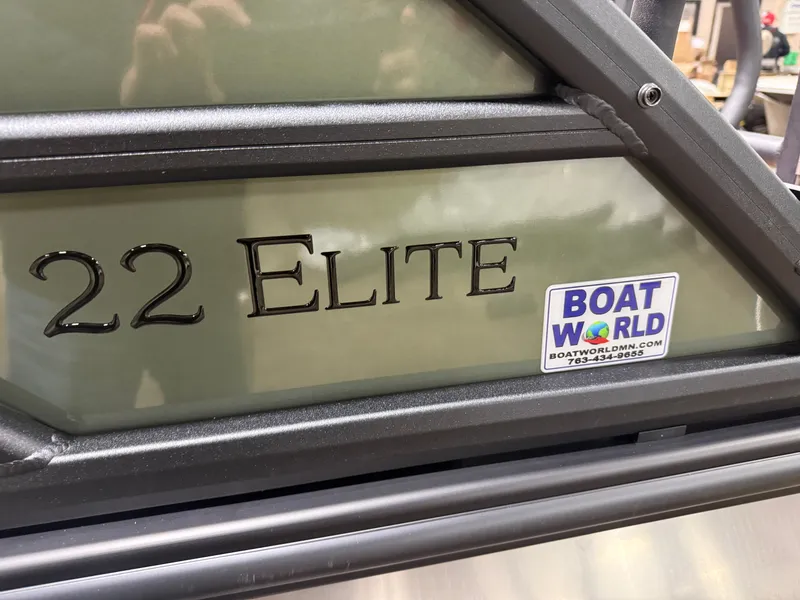 22 ELITE
BOAT
WORLD
BOATWORLDMN.COM
763-434-9655